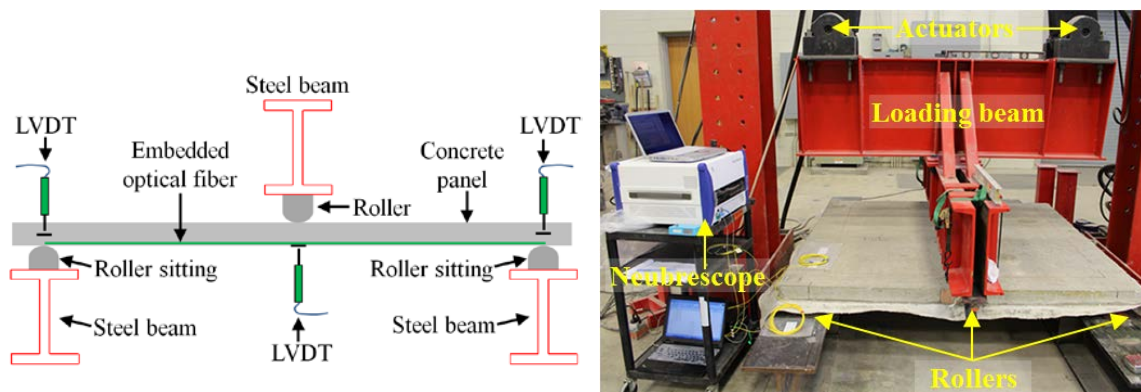 Steel beam
LVDT
Embedded
optical fiber
Concrete
panel
LVDT
Roller
Roller sitting
Roller sitting
Steel beam
LVDT
Steel beam
Actuators
Loading beam
Neubrescope
Rollers